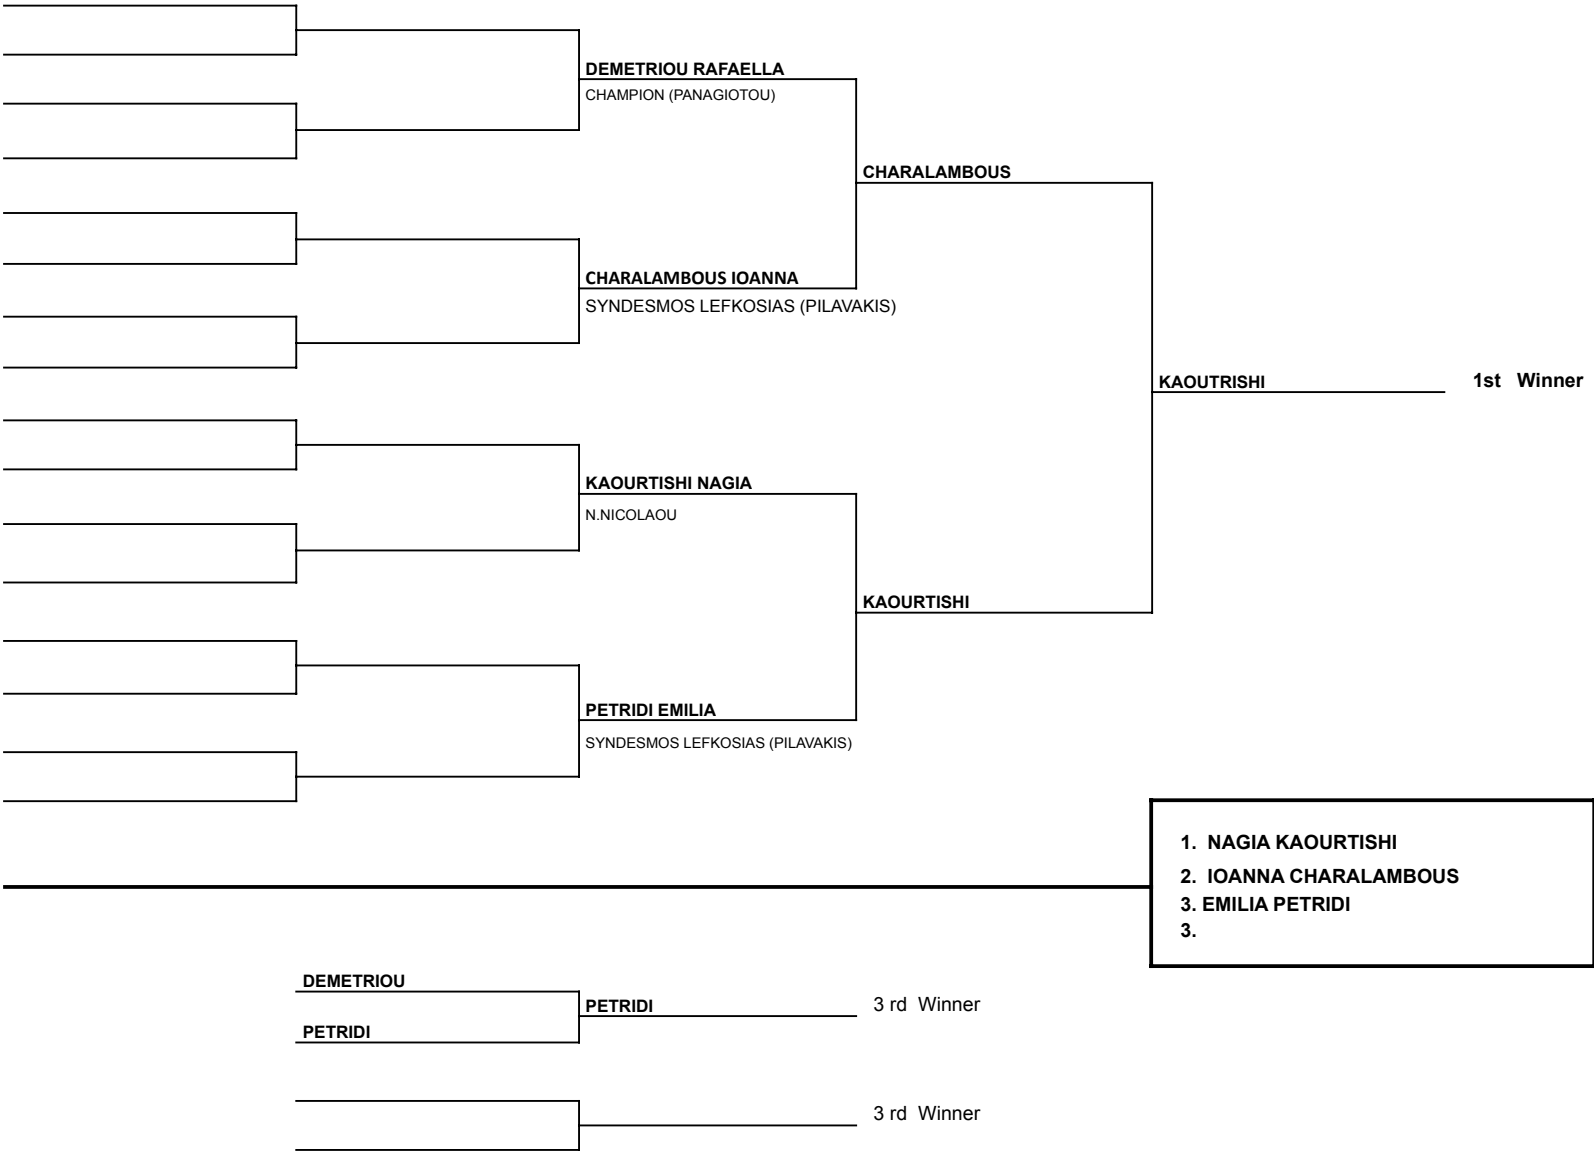 DEMETRIOU RAFAELLA
CHAMPION (PANAGIOTOU)
CHARALAMBOUS
CHARALAMBOUS IOANNA
SYNDESMOS LEFKOSIAS (PILAVAKIS)
KAOUTRISHI
1st Winner
KAOURTISHI NAGIA
N.NICOLAOU
KAOURTISHI
PETRIDI EMILIA
SYNDESMOS LEFKOSIAS (PILAVAKIS)
1. NAGIA KAOURTISHI
2. IOANNA CHARALAMBOUS
3. EMILIA PETRIDI
3.
DEMETRIOU
PETRIDI
PETRIDI
3 rd Winner
3 rd Winner